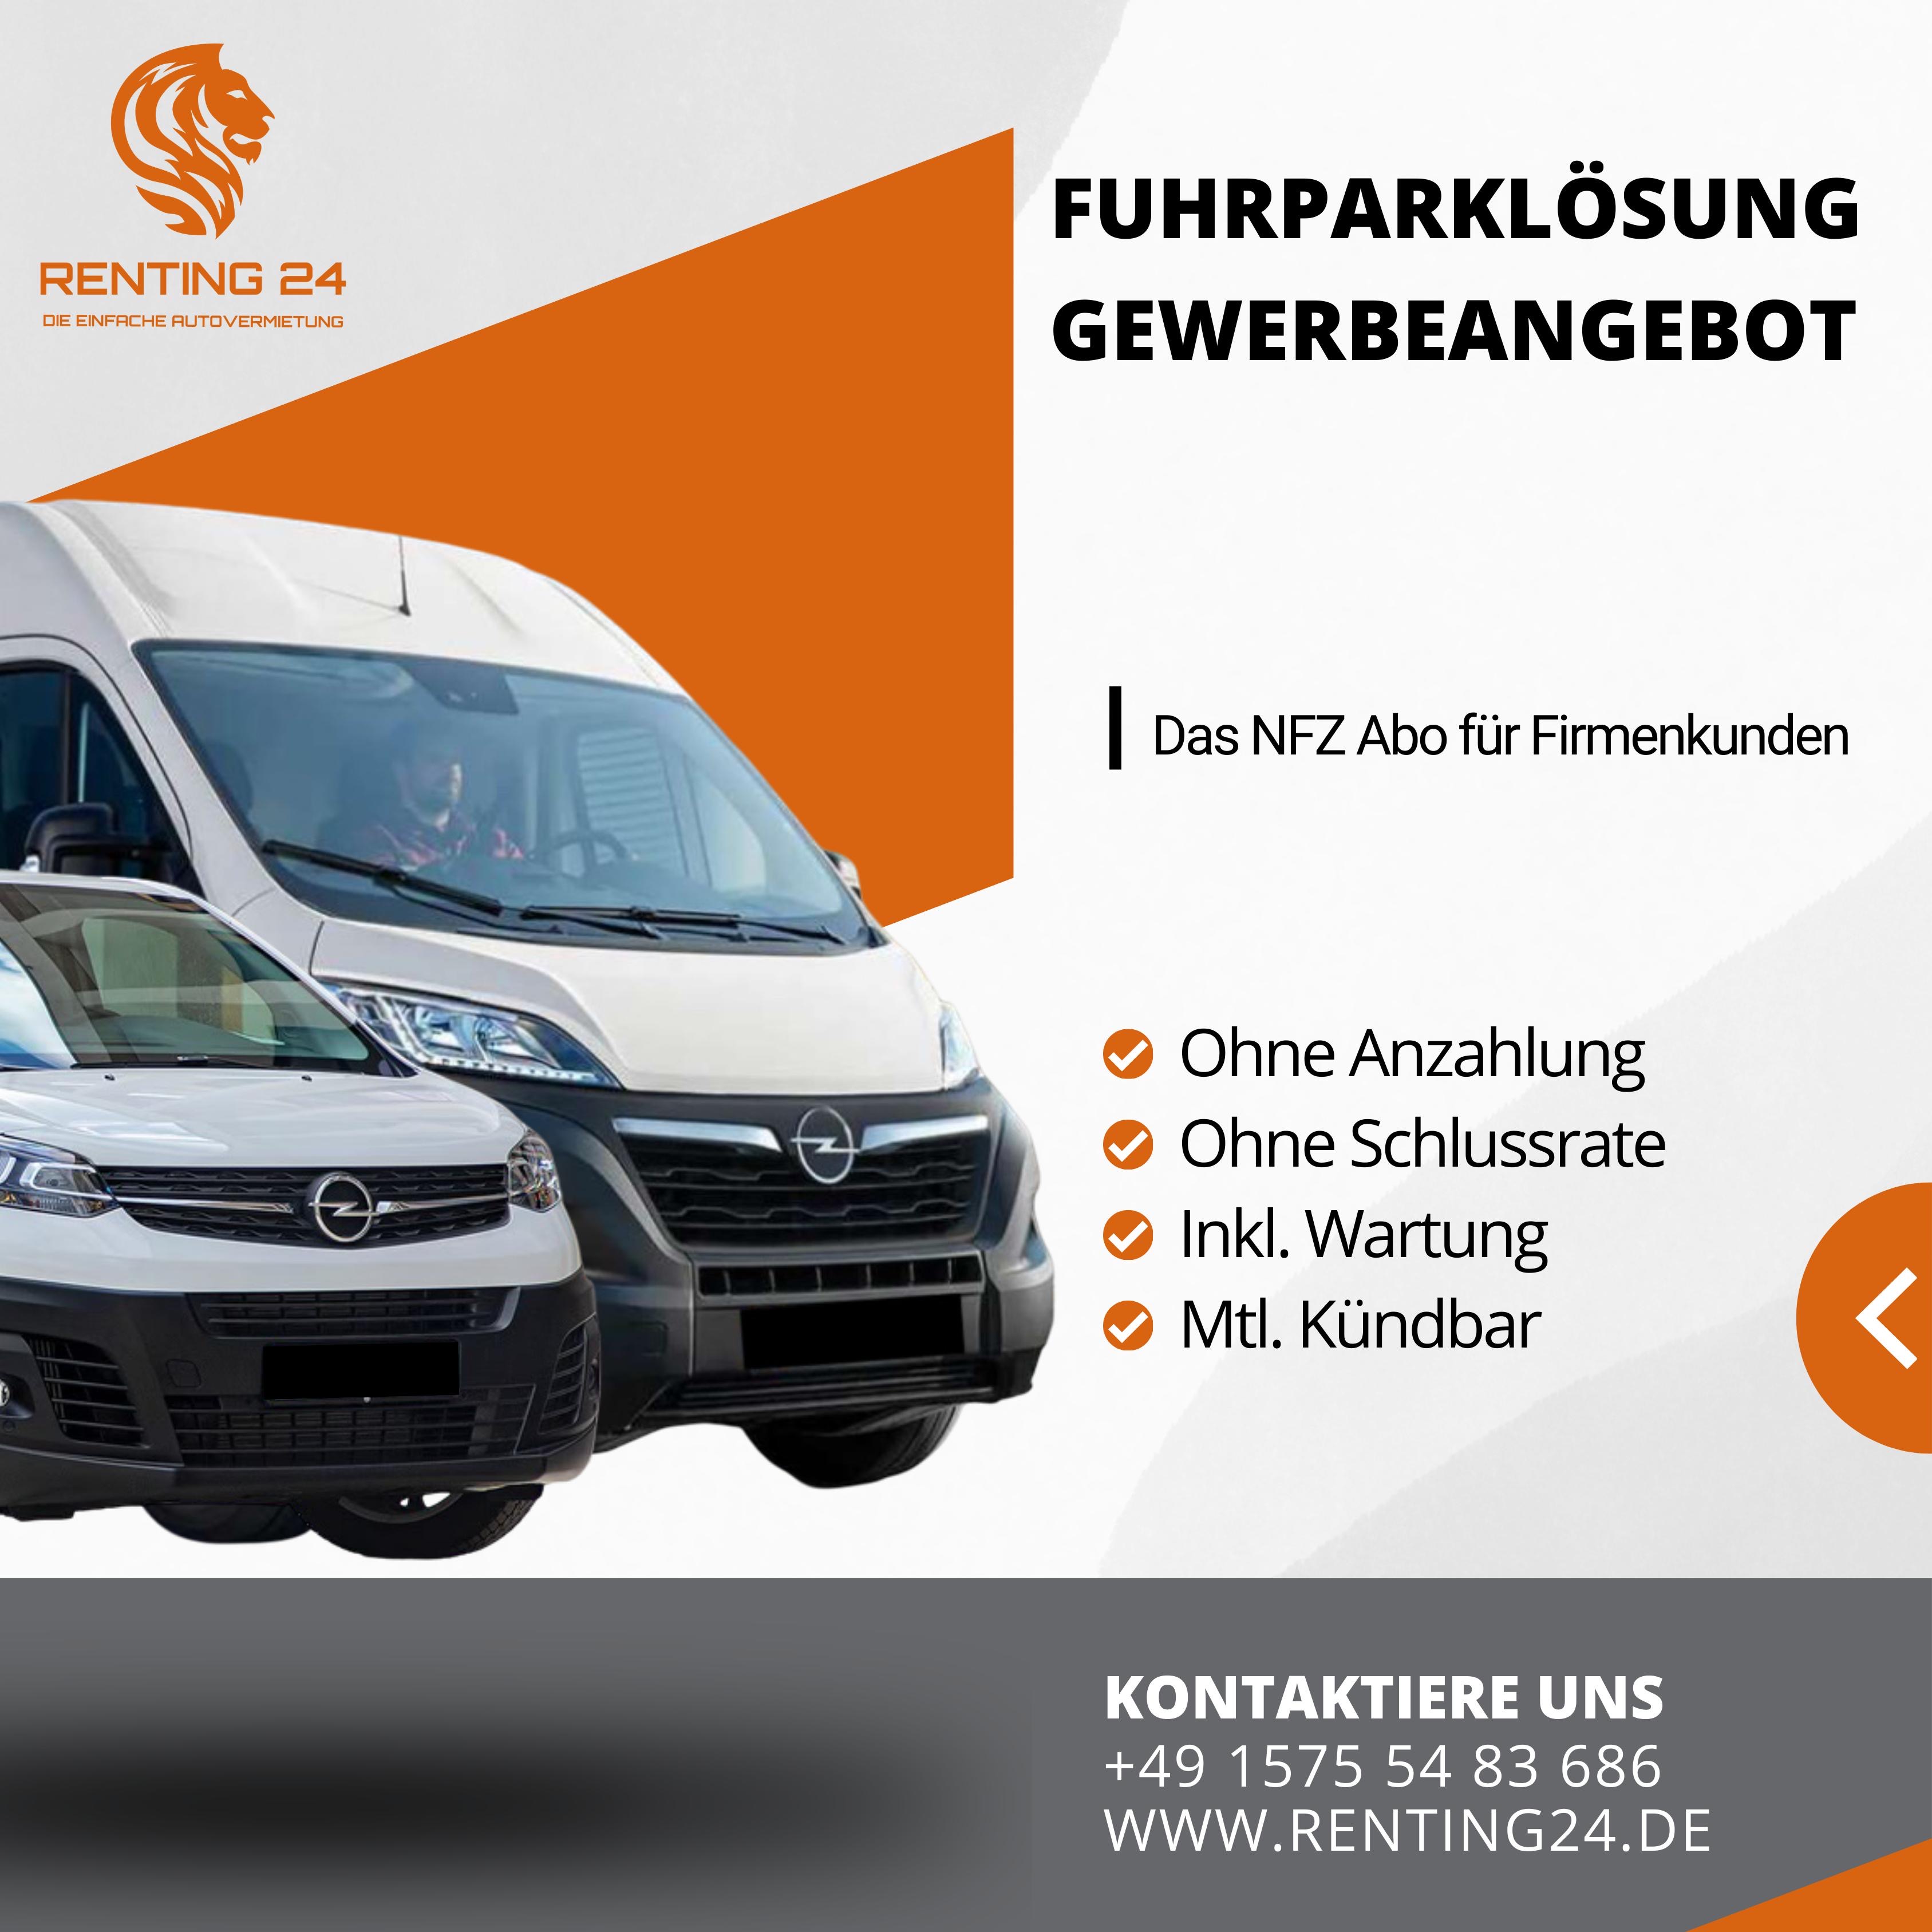 RENTING 24
DIE EINFACHE AUTOVERMIETUNG
FUHRPARKLÖSUNG
GEWERBEANGEBOT
Das NFZ Abo für Firmenkunden
Ohne Anzahlung
Ohne Schlussrate
Inkl. Wartung
Mtl. Kündbar
KONTAKTIERE UNS
+49 1575 54 83 686
WWW.RENTING24.DE